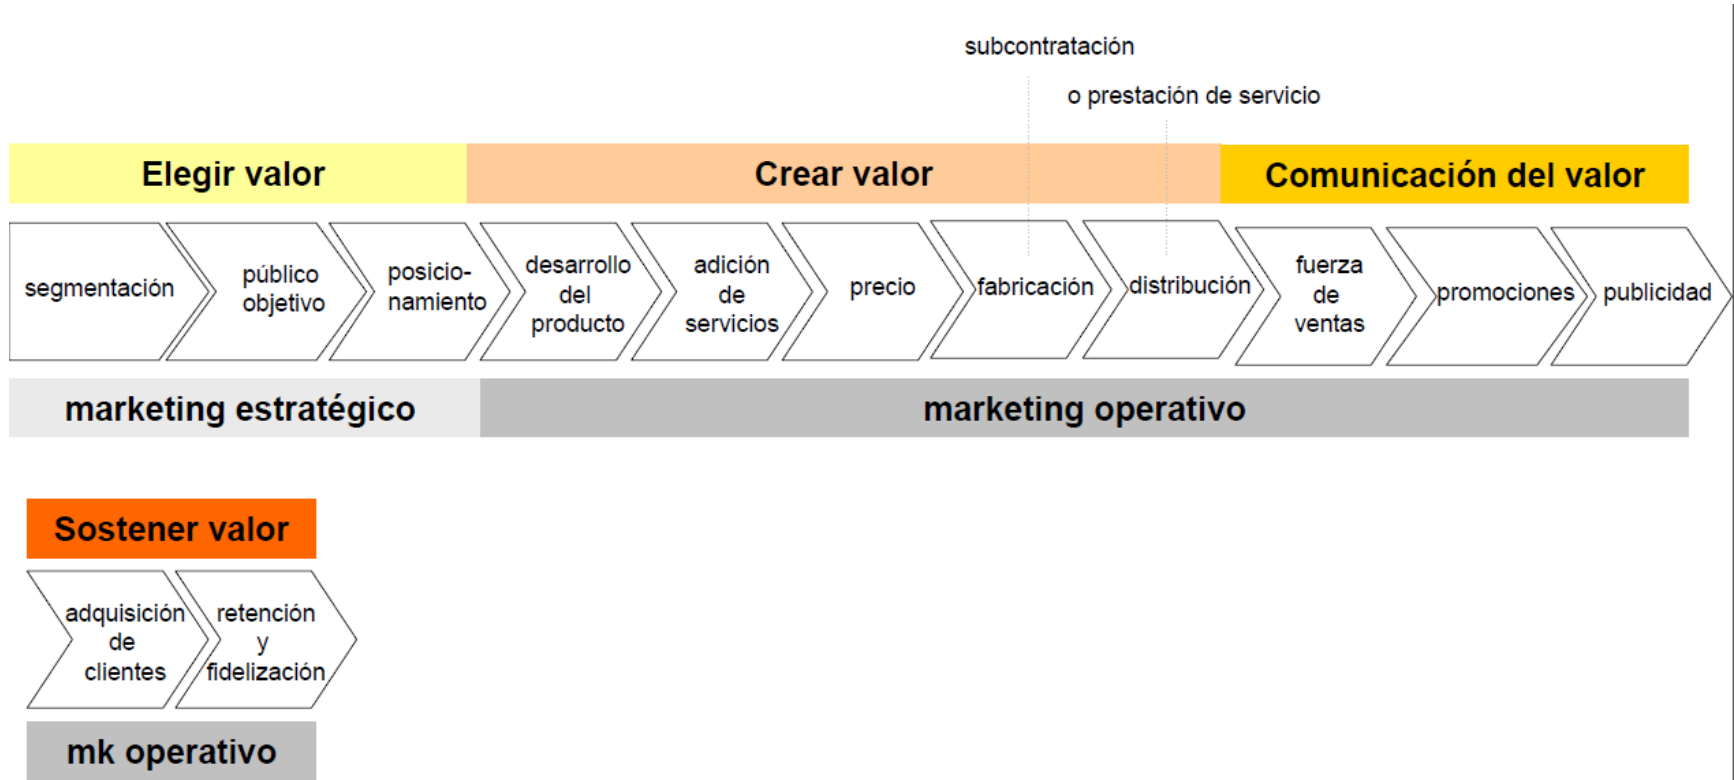 subcontratación
o prestación de servicio
Elegir valor
Crear valor
Comunicación del valor
segmentación
público
objetivo
posicio-
namiento
desarrollo
del
producto
adición
de
servicios
precio
fabricación
distribución
fuerza
de
ventas
promociones
publicidad
marketing estratégico
marketing operativo
Sostener valor
adquisición
de
clientes
retención
y
fidelización
mk operativo